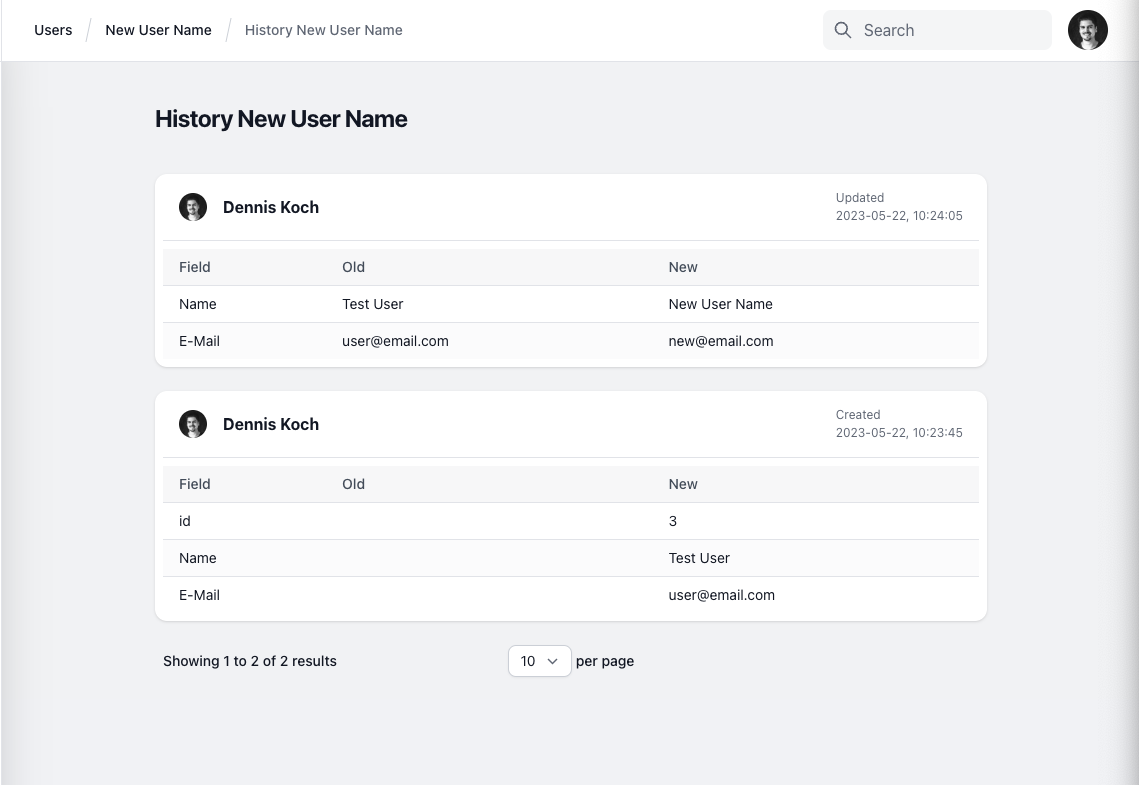 Users / New User Name / History New User Name Search
History New User Name
Dennis Koch Updated
2023-05-22, 10:24:05
Field Old New
Name Test User New User Name
E-Mail user@email.com new@email.com
Dennis Koch Created
2023-05-22, 10:23:45
Field Old New
id 3
Name Test User
E-Mail user@email.com
Showing 1 to 2 of 2 results 10 per page